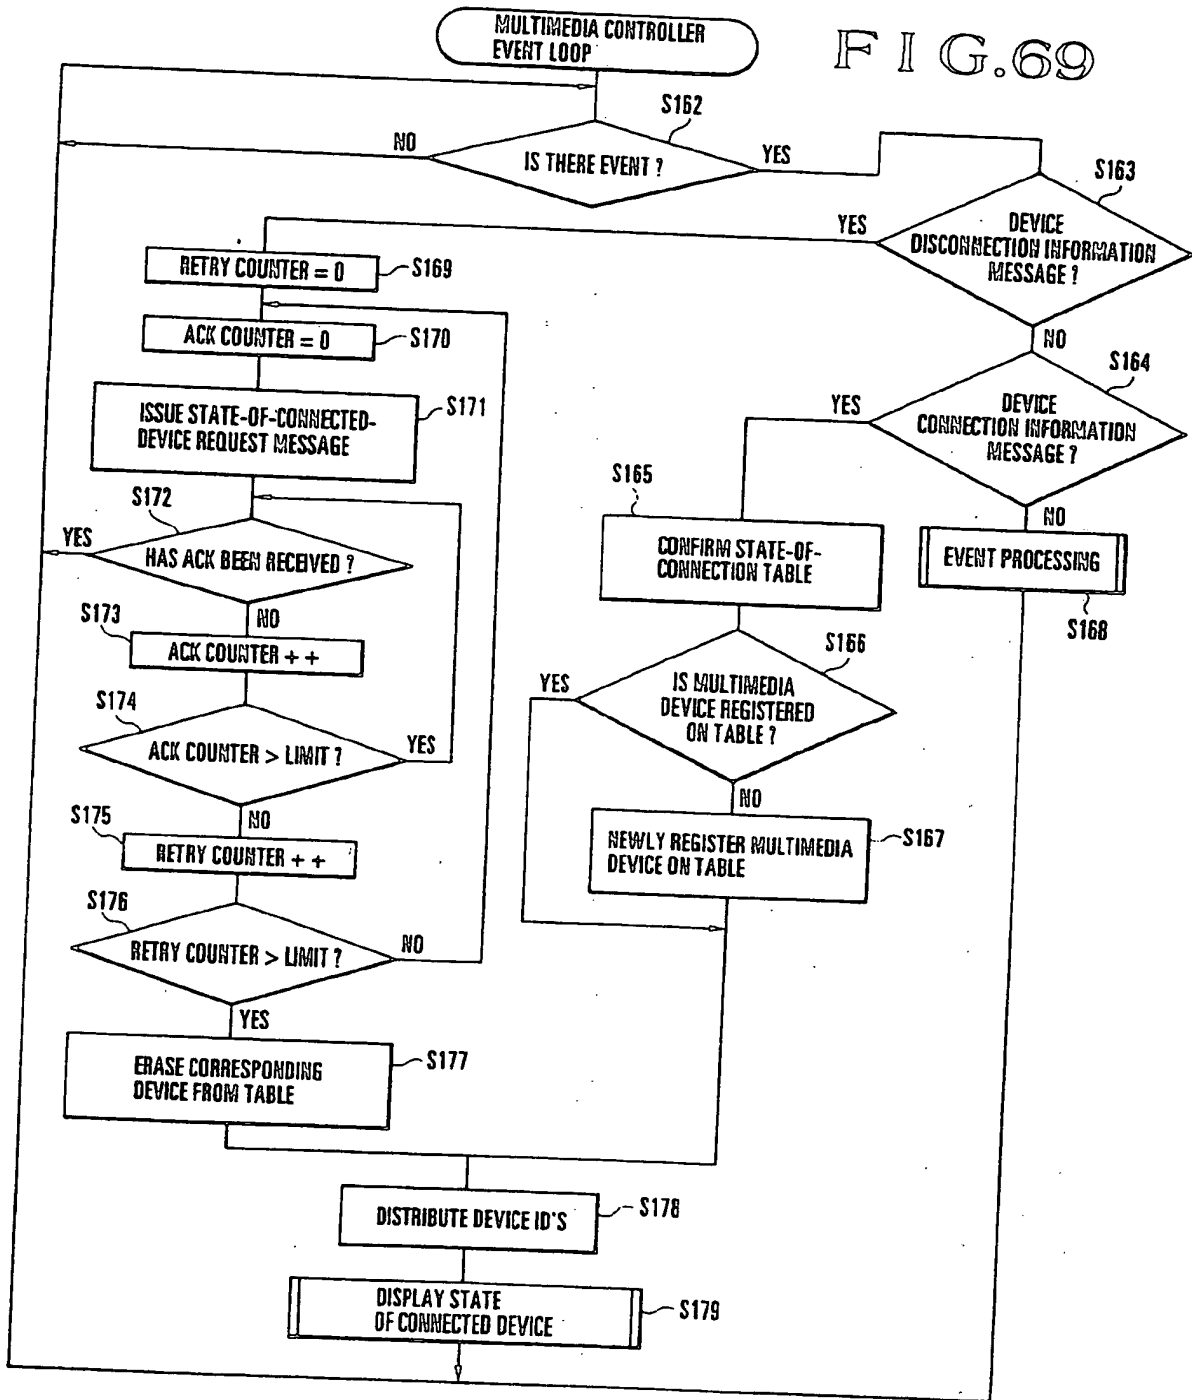 MULTIMEDIA CONTROLLER
EVENT LOOP
FIG.69
S162
NO
IS THERE EVENT ?
YES
S163
YES
DEVICE
DISCONNECTION INFORMATION
MESSAGE ?
RETRY COUNTER = 0
S169
NO
ACK COUNTER = 0
S170
S164
YES
DEVICE
CONNECTION INFORMATION
MESSAGE ?
ISSUE STATE-OF-CONNECTED-
DEVICE REQUEST MESSAGE
S171
S165
NO
S172
YES
HAS ACK BEEN RECEIVED ?
CONFIRM STATE-OF-
CONNECTION TABLE
EVENT PROCESSING
S168
NO
S173
ACK COUNTER + +
S166
YES
IS MULTIMEDIA
DEVICE REGISTERED
ON TABLE ?
S174
ACK COUNTER > LIMIT ?
YES
NO
NO
S175
RETRY COUNTER + +
NEWLY REGISTER MULTIMEDIA
DEVICE ON TABLE
S167
S176
RETRY COUNTER > LIMIT ?
NO
YES
ERASE CORRESPONDING
DEVICE FROM TABLE
S177
DISTRIBUTE DEVICE ID'S
S178
DISPLAY STATE
OF CONNECTED DEVICE
S179